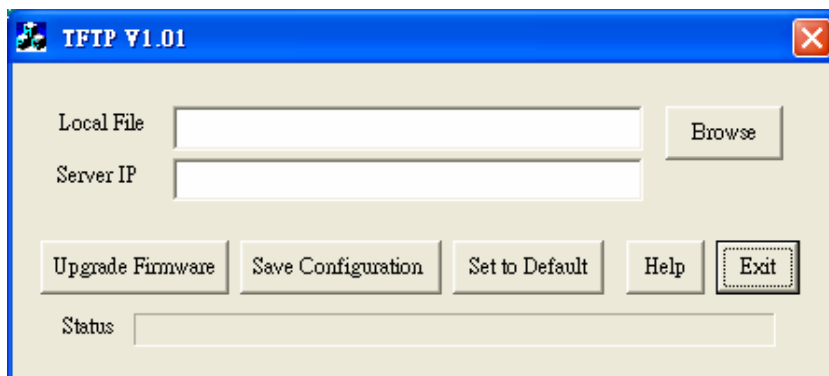 TFTP V1.01
Local File
Browse
Server IP
Upgrade Firmware
Save Configuration
Set to Default
Help
Exit
Status